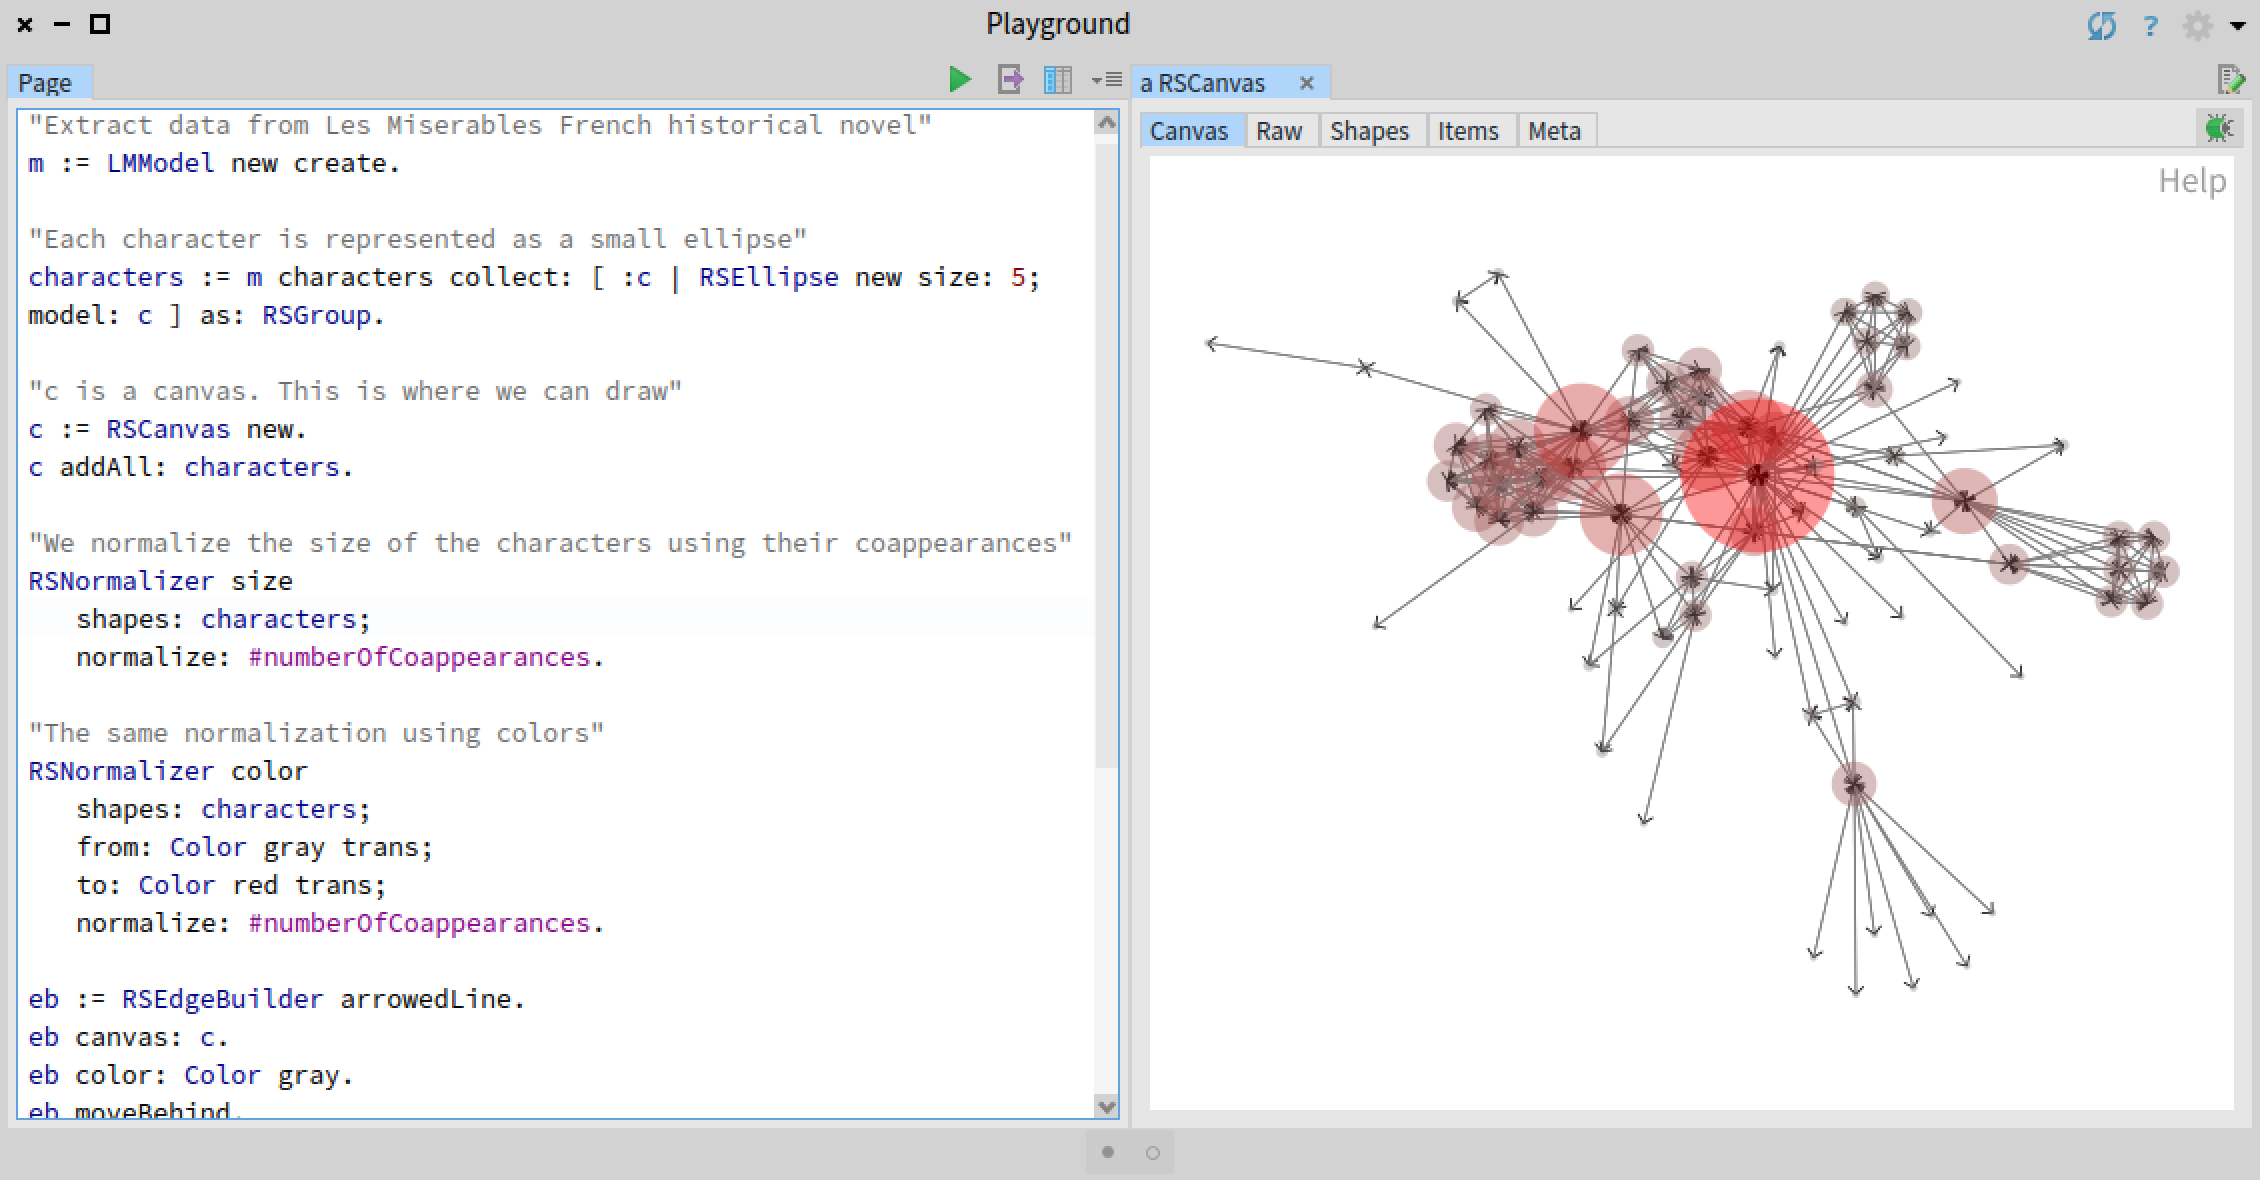 Playground
?
Page
"Extract data from Les Miserables French historical novel"
m := LMModel new create.
"Each character is represented as a small ellipse"
characters := m characters collect: [ :c | RSEllipse new size: 5;
model: c ] as: RSGroup.
"c is a canvas. This is where we can draw"
c := RSCanvas new.
c addAll: characters.
"We normalize the size of the characters using their coappearances"
RSNormalizer size
shapes: characters;
normalize: #numberOfCoappearances.
"The same normalization using colors"
RSNormalizer color
shapes: characters;
from: Color gray trans;
to: Color red trans;
normalize: #numberOfCoappearances.
eb := RSEdgeBuilder arrowedLine.
eb canvas: c.
eb color: Color gray.
eb moveBehind.
a RSCanvas
Canvas Raw Shapes Items Meta
Help